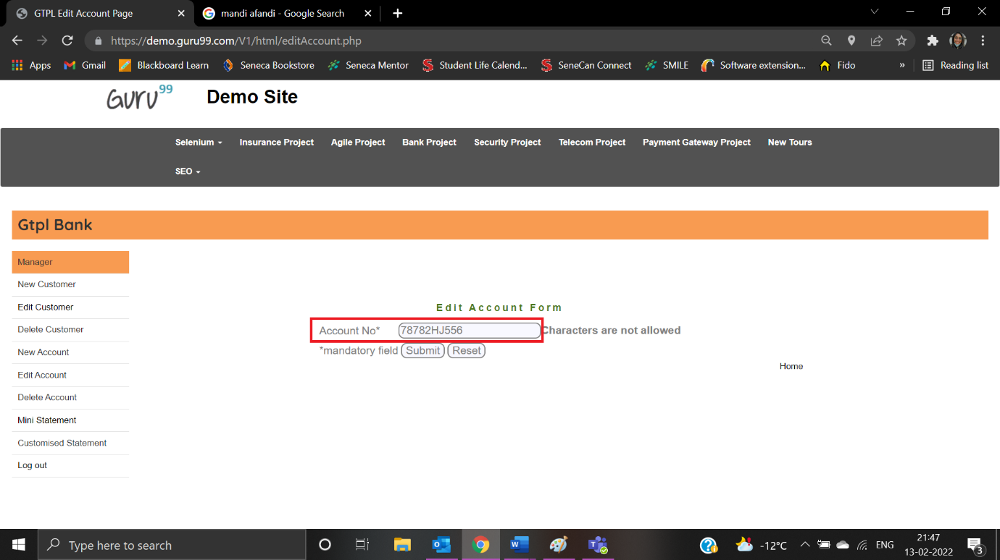 GTPL Edit Account Page
mandi afandi - Google Search
https://demo.guru99.com/V1/html/editAccount.php
Apps Gmail Blackboard Learn Seneca Bookstore Seneca Mentor Student Life Calend... SeneCan Connect SMILE Software extension... Fido » Reading list
Guru99 Demo Site
Selenium Insurance Project Agile Project Bank Project Security Project Telecom Project Payment Gateway Project New Tours
SEO
Gtpl Bank
Manager
New Customer
Edit Customer
Delete Customer
New Account
Edit Account
Delete Account
Mini Statement
Customised Statement
Log out
Edit Account Form
Account No* 78782HJ556 Characters are not allowed
*mandatory field Submit Reset
Home
Type here to search
-12°C
ENG
21:47
13-02-2022
3